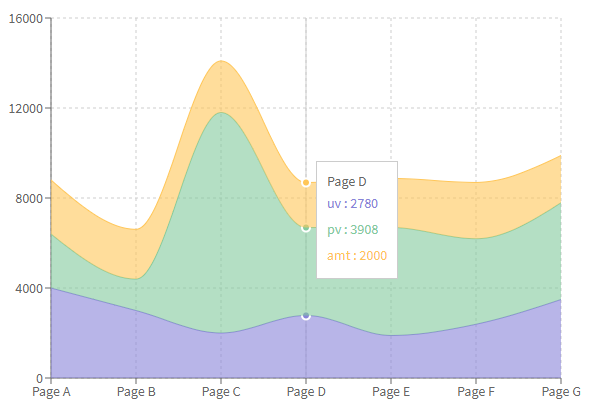 16000
12000
8000
4000
0
Page D
uv : 2780
pv : 3908
amt : 2000
Page A Page B Page C Page D Page E Page F Page G